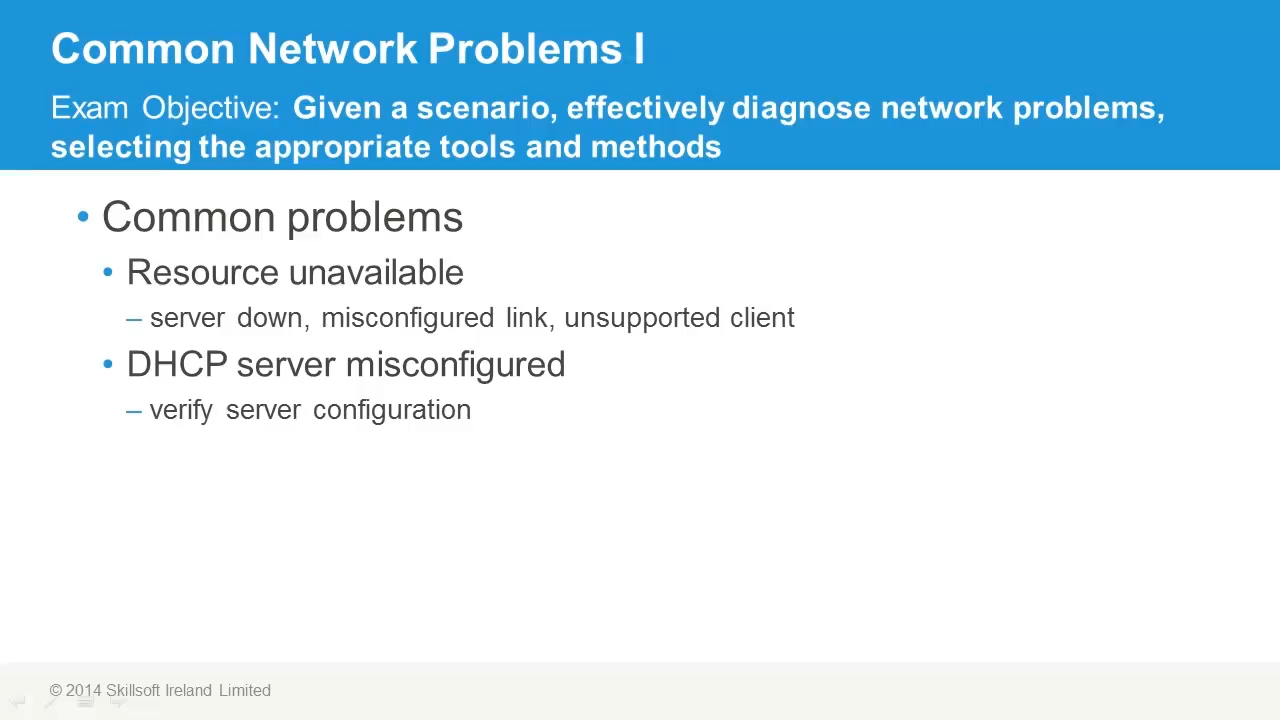 Common Network Problems I
Exam Objective: Given a scenario, effectively diagnose network problems,
selecting the appropriate tools and methods
• Common problems
• Resource unavailable
– server down, misconfigured link, unsupported client
• DHCP server misconfigured
– verify server configuration
© 2014 Skillsoft Ireland Limited